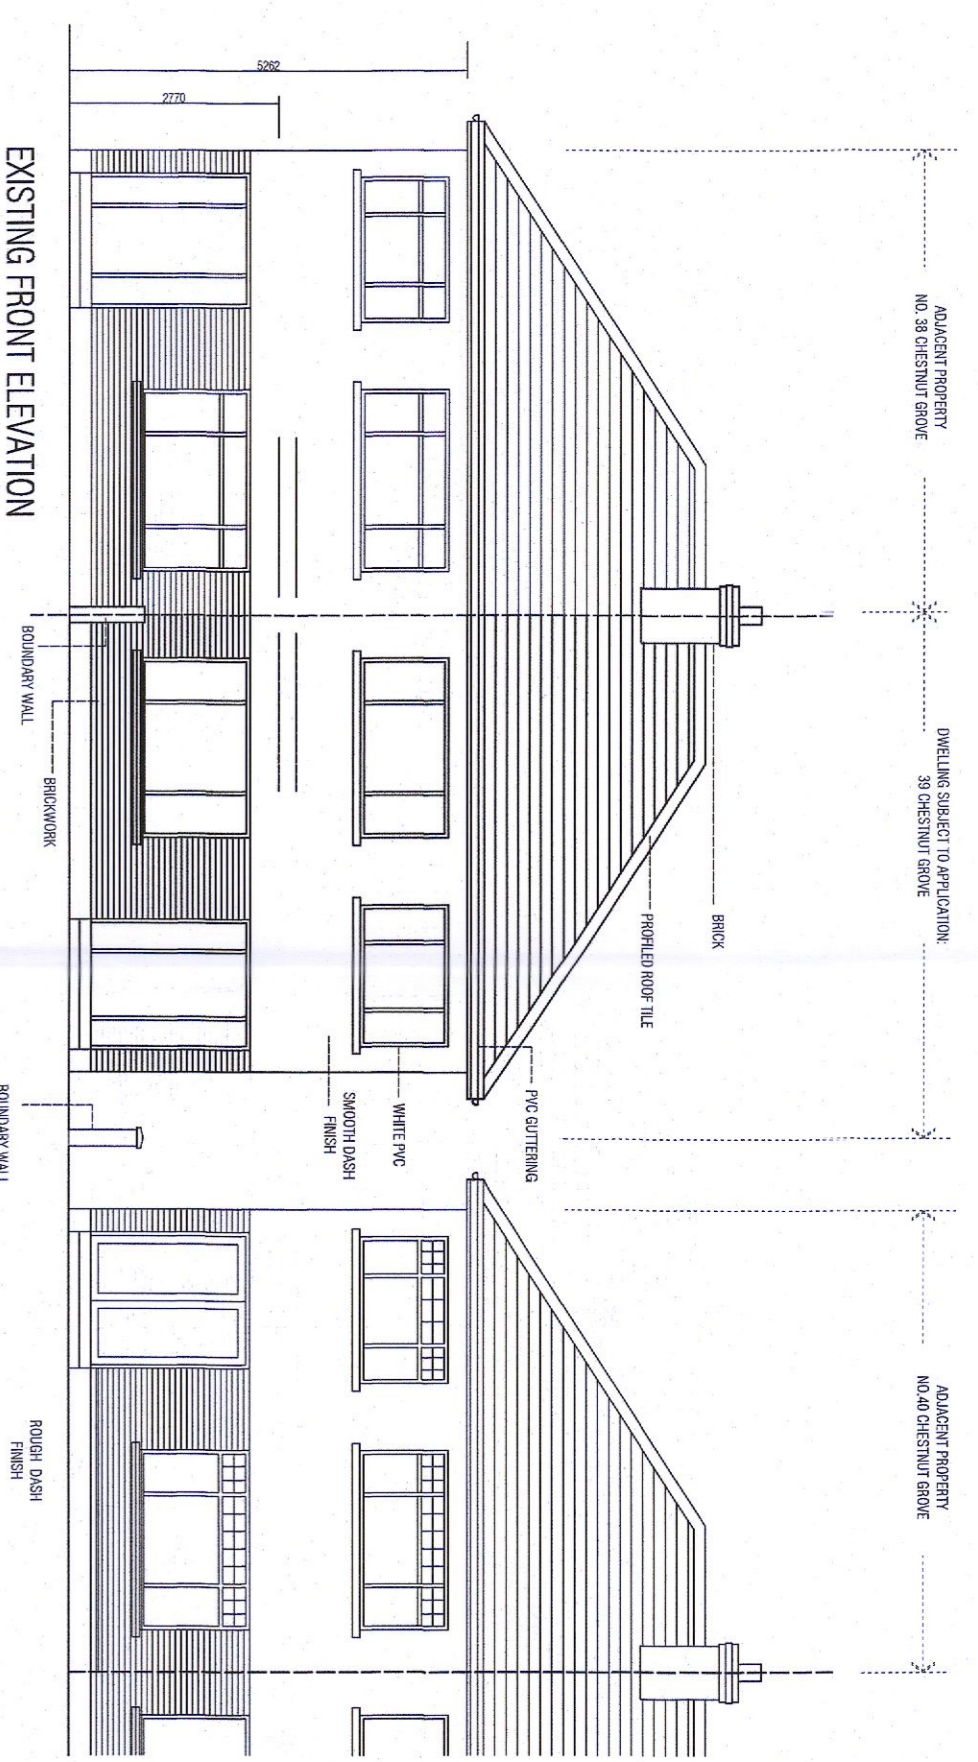 ADJACENT PROPERTY
NO. 38 CHESTNUT GROVE
DWELLING SUBJECT TO APPLICATION:
39 CHESTNUT GROVE
ADJACENT PROPERTY
NO.40 CHESTNUT GROVE
BRICK
PROFILED ROOF TILE
PVC GUTTERING
WHITE PVC
SMOOTH DASH
FINISH
5262
2770
BRICKWORK
BOUNDARY WALL
BOUNDARY WALL
ROUGH DASH
FINISH
EXISTING FRONT ELEVATION